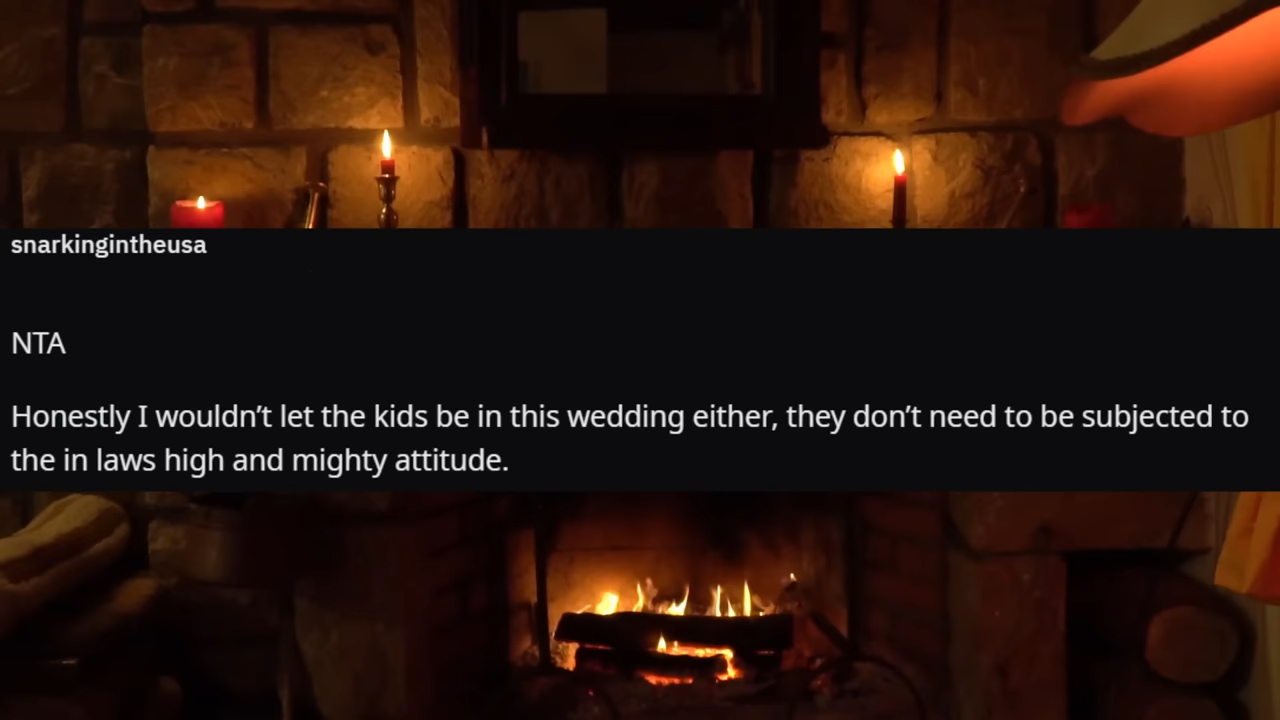 snarkingintheusa
NTA
Honestly I wouldn’t let the kids be in this wedding either, they don’t need to be subjected to
the in laws high and mighty attitude.